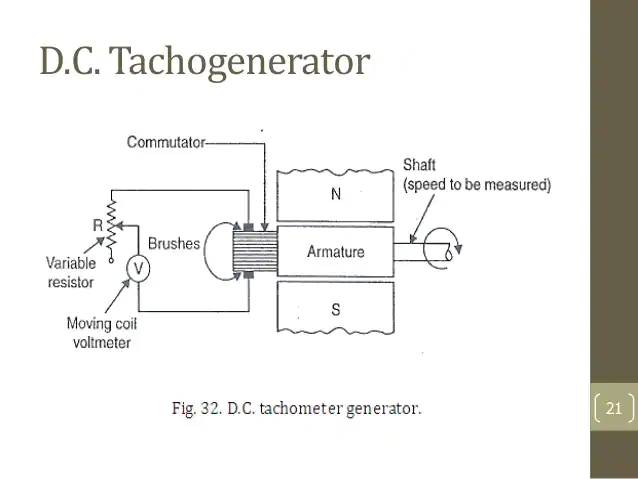 D.C. Tachogenerator
Commutator
Shaft
(speed to be measured)
N
R
Brushes
Armature
Variable
resistor
V
S
Moving coil
voltmeter
Fig. 32. D.C. tachometer generator.
21